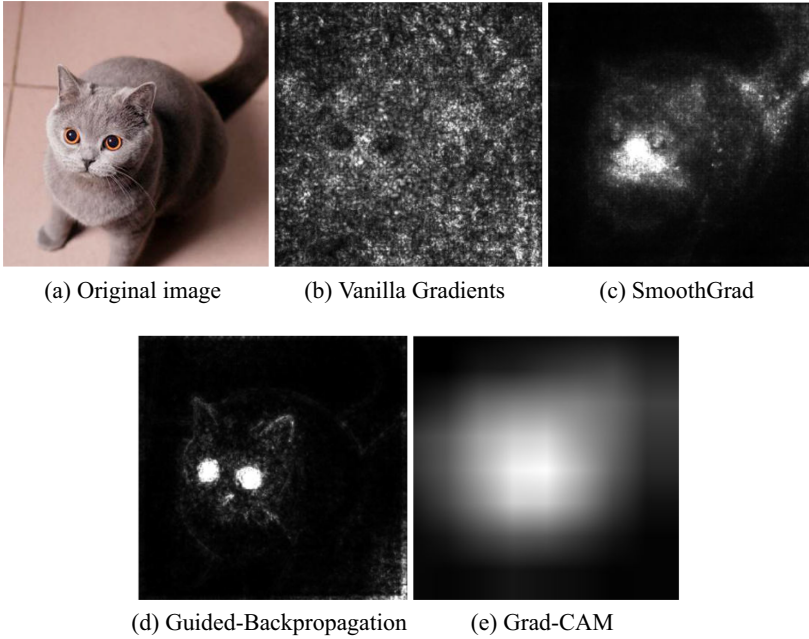 (a) Original image
(b) Vanilla Gradients
(c) SmoothGrad
(d) Guided-Backpropagation
(e) Grad-CAM